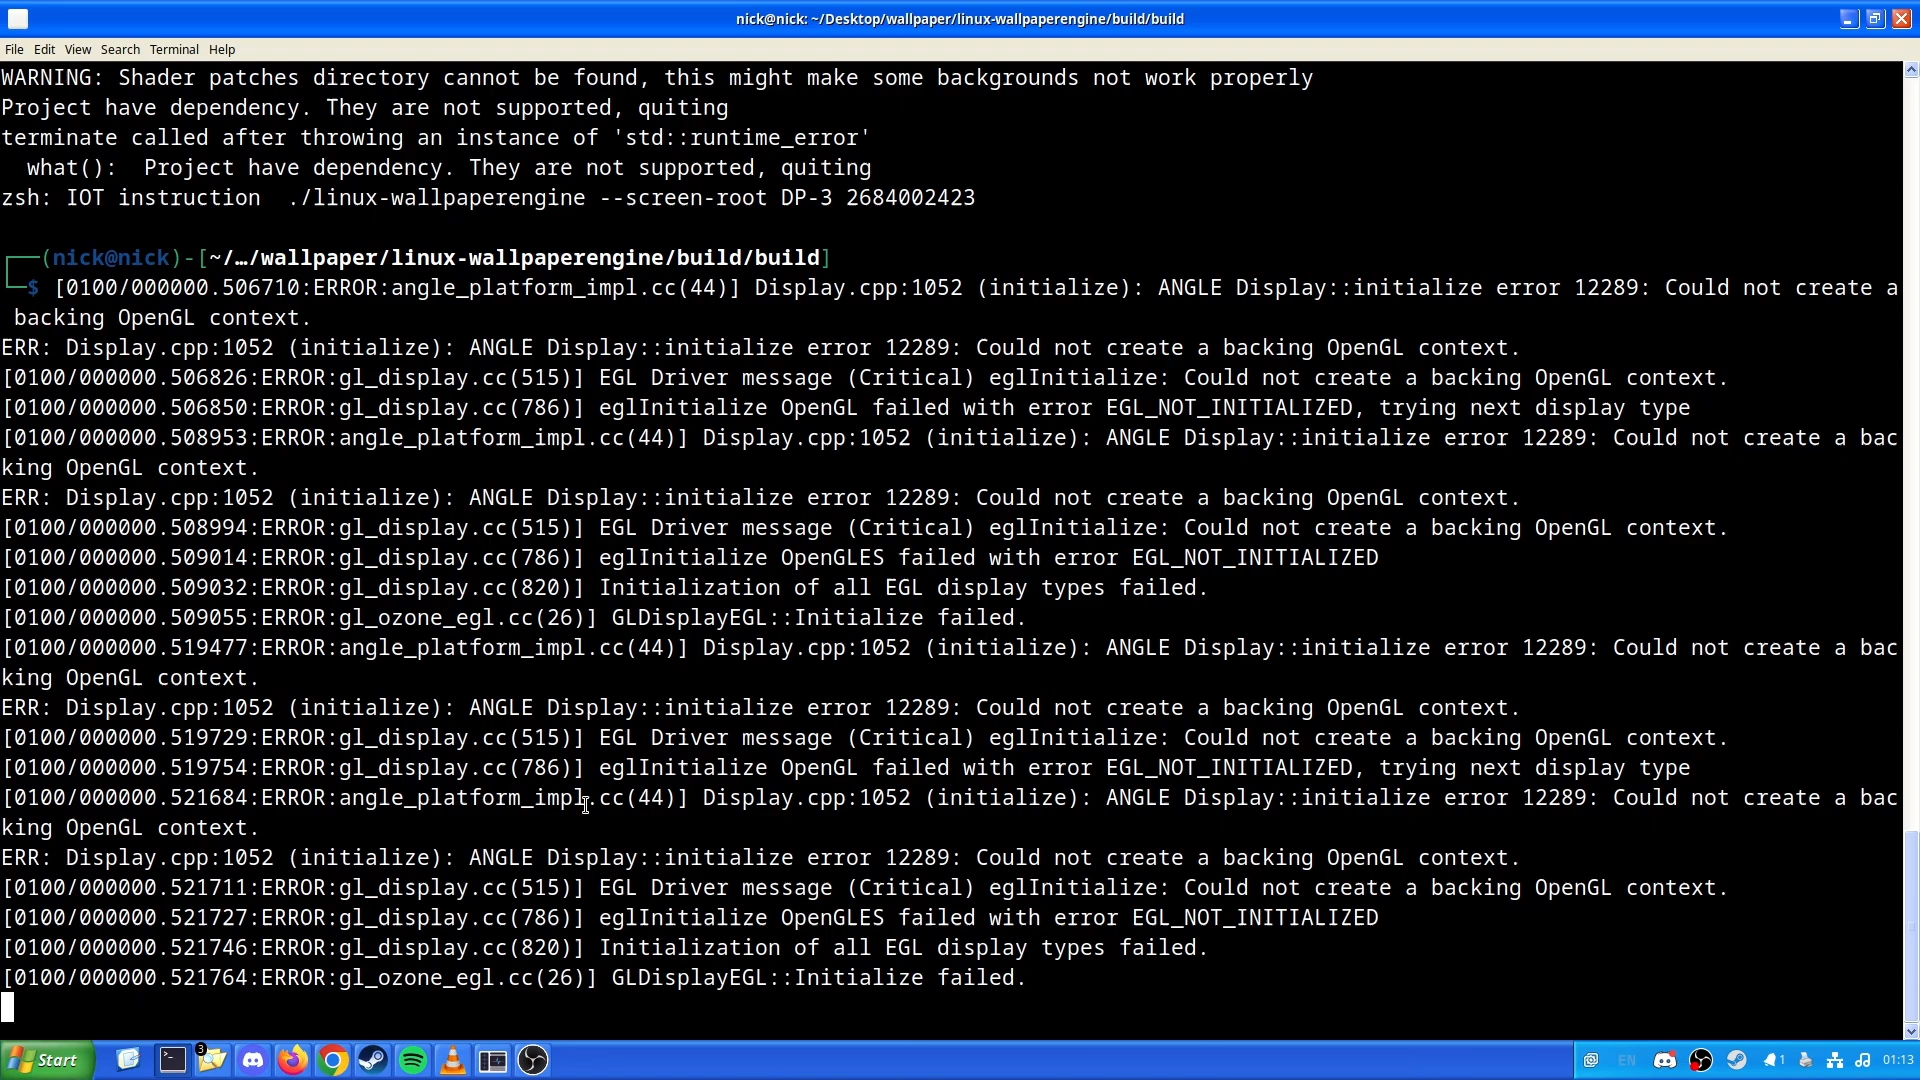 nick@nick: ~/Desktop/wallpaper/linux-wallpaperengine/build/build
File Edit View Search Terminal Help
WARNING: Shader patches directory cannot be found, this might make some backgrounds not work properly
Project have dependency. They are not supported, quiting
terminate called after throwing an instance of 'std::runtime_error'
  what():  Project have dependency. They are not supported, quiting
zsh: IOT instruction  ./linux-wallpaperengine --screen-root DP-3 2684002423
(nick@nick)-[~/…/wallpaper/linux-wallpaperengine/build/build]
$ [0100/000000.506710:ERROR:angle_platform_impl.cc(44)] Display.cpp:1052 (initialize): ANGLE Display::initialize error 12289: Could not create a
 backing OpenGL context.
ERR: Display.cpp:1052 (initialize): ANGLE Display::initialize error 12289: Could not create a backing OpenGL context.
[0100/000000.506826:ERROR:gl_display.cc(515)] EGL Driver message (Critical) eglInitialize: Could not create a backing OpenGL context.
[0100/000000.506850:ERROR:gl_display.cc(786)] eglInitialize OpenGL failed with error EGL_NOT_INITIALIZED, trying next display type
[0100/000000.508953:ERROR:angle_platform_impl.cc(44)] Display.cpp:1052 (initialize): ANGLE Display::initialize error 12289: Could not create a bac
king OpenGL context.
ERR: Display.cpp:1052 (initialize): ANGLE Display::initialize error 12289: Could not create a backing OpenGL context.
[0100/000000.508994:ERROR:gl_display.cc(515)] EGL Driver message (Critical) eglInitialize: Could not create a backing OpenGL context.
[0100/000000.509014:ERROR:gl_display.cc(786)] eglInitialize OpenGLES failed with error EGL_NOT_INITIALIZED
[0100/000000.509032:ERROR:gl_display.cc(820)] Initialization of all EGL display types failed.
[0100/000000.509055:ERROR:gl_ozone_egl.cc(26)] GLDisplayEGL::Initialize failed.
[0100/000000.519477:ERROR:angle_platform_impl.cc(44)] Display.cpp:1052 (initialize): ANGLE Display::initialize error 12289: Could not create a bac
king OpenGL context.
ERR: Display.cpp:1052 (initialize): ANGLE Display::initialize error 12289: Could not create a backing OpenGL context.
[0100/000000.519729:ERROR:gl_display.cc(515)] EGL Driver message (Critical) eglInitialize: Could not create a backing OpenGL context.
[0100/000000.519754:ERROR:gl_display.cc(786)] eglInitialize OpenGL failed with error EGL_NOT_INITIALIZED, trying next display type
[0100/000000.521684:ERROR:angle_platform_impl.cc(44)] Display.cpp:1052 (initialize): ANGLE Display::initialize error 12289: Could not create a bac
king OpenGL context.
ERR: Display.cpp:1052 (initialize): ANGLE Display::initialize error 12289: Could not create a backing OpenGL context.
[0100/000000.521711:ERROR:gl_display.cc(515)] EGL Driver message (Critical) eglInitialize: Could not create a backing OpenGL context.
[0100/000000.521727:ERROR:gl_display.cc(786)] eglInitialize OpenGLES failed with error EGL_NOT_INITIALIZED
[0100/000000.521746:ERROR:gl_display.cc(820)] Initialization of all EGL display types failed.
[0100/000000.521764:ERROR:gl_ozone_egl.cc(26)] GLDisplayEGL::Initialize failed.
Start 3 EN 1 01:13